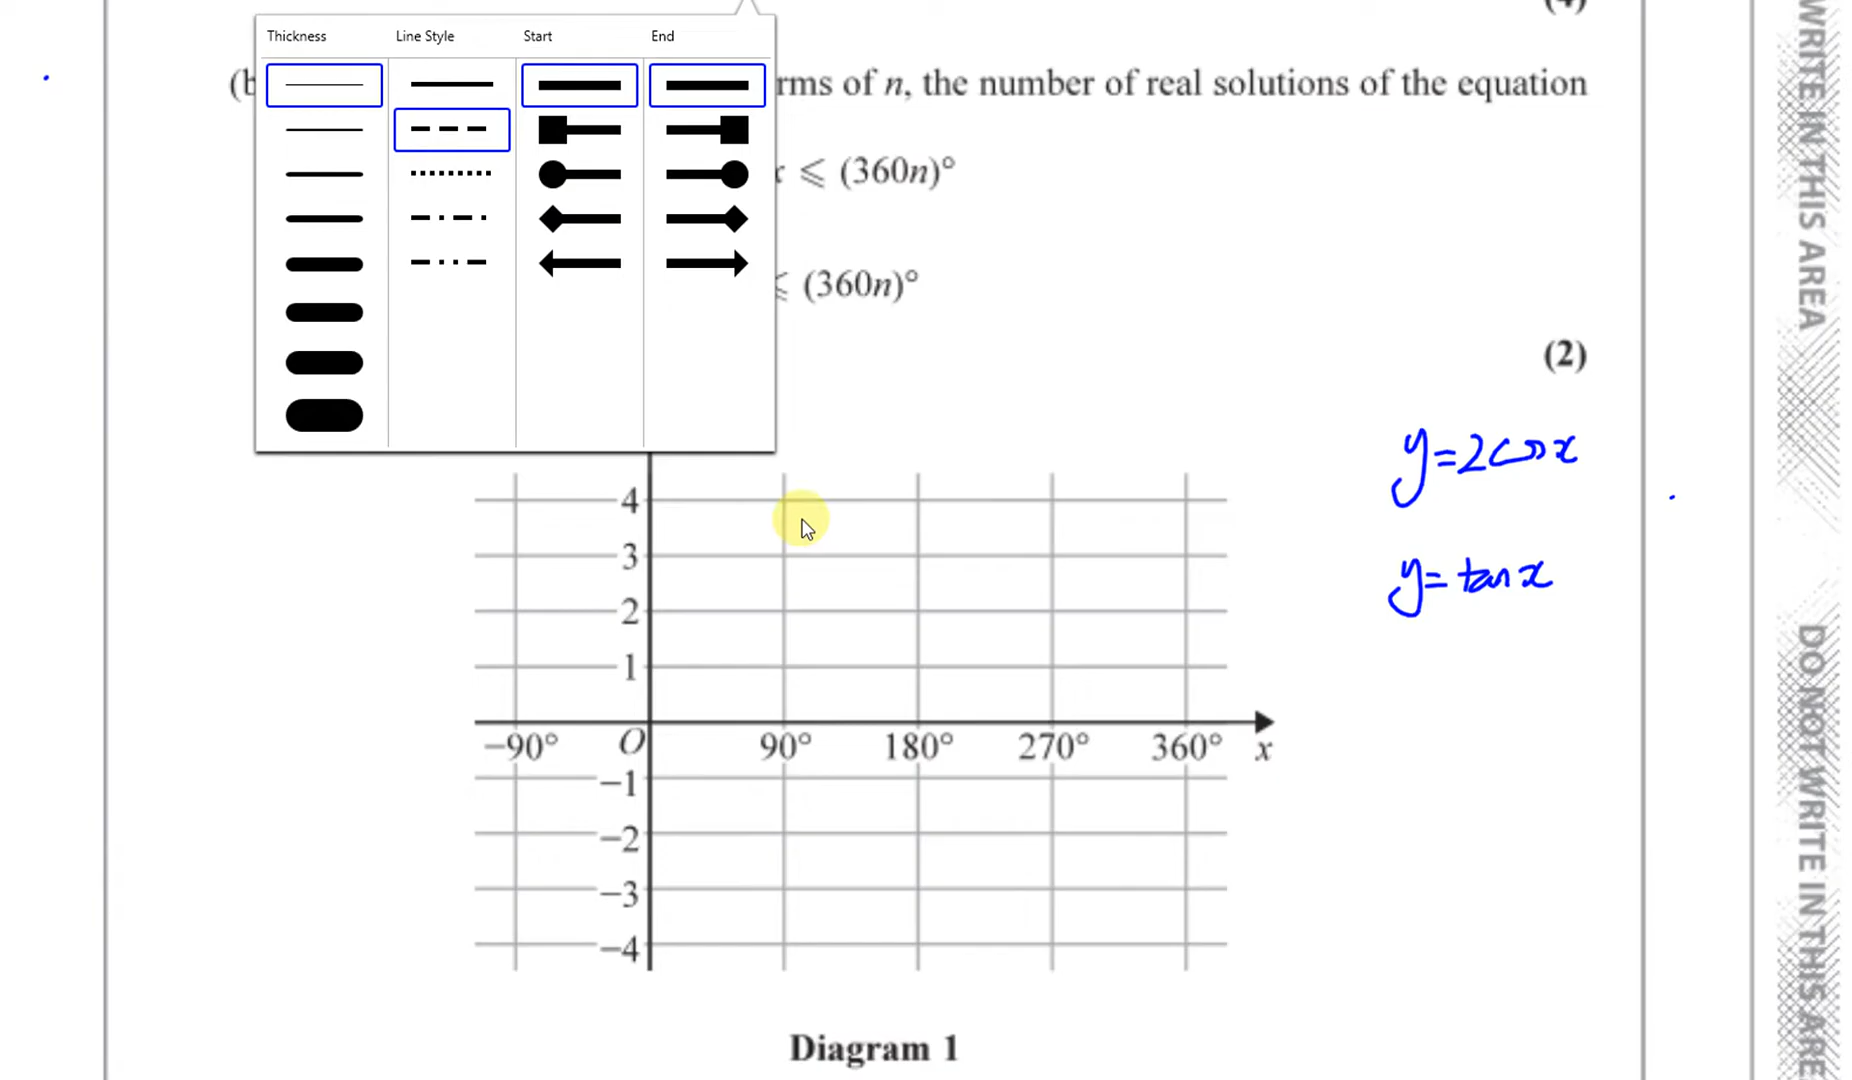 (4)
Thickness Line Style Start End
(b rms of n, the number of real solutions of the equation
x ⩽ (360n)°
⩽ (360n)°
(2)
y=2cosx
y=tanx
4
3
2
1
−90° O 90° 180° 270° 360° x
−1
−2
−3
−4
Diagram 1
WRITE IN THIS AREA
DO NOT WRITE IN THIS ARE